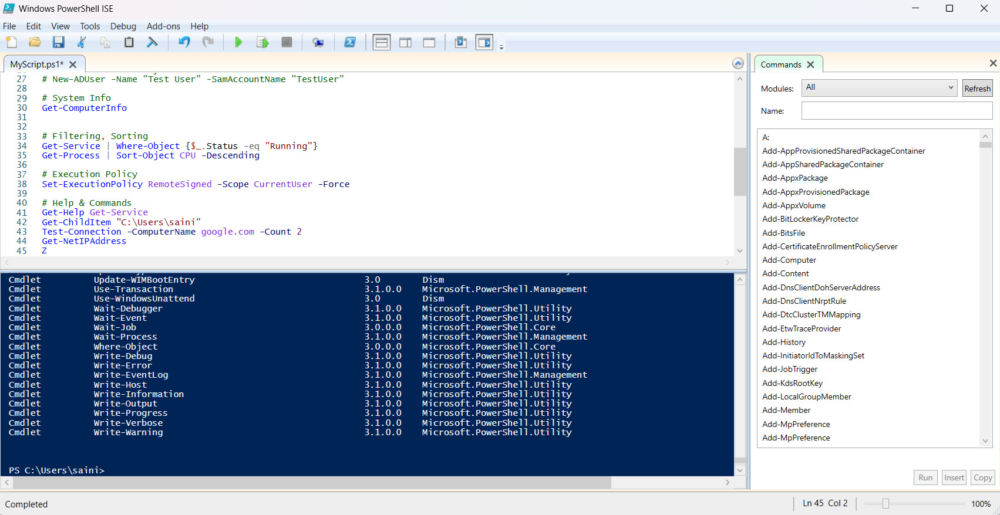 Windows PowerShell ISE
File Edit View Tools Debug Add-ons Help
MyScript.ps1*
27 # New-ADUser -Name "Test User" -SamAccountName "TestUser"
28
29 # System Info
30 Get-ComputerInfo
31
32
33 # Filtering, Sorting
34 Get-Service | Where-Object {$_.Status -eq "Running"}
35 Get-Process | Sort-Object CPU -Descending
36
37 # Execution Policy
38 Set-ExecutionPolicy RemoteSigned -Scope CurrentUser -Force
39
40 # Help & Commands
41 Get-Help Get-Service
42 Get-ChildItem "C:\Users\saini"
43 Test-Connection -ComputerName google.com -Count 2
44 Get-NetIPAddress
45 Z
Cmdlet Update-WIMBootEntry 3.0 Dism
Cmdlet Use-Transaction 3.1.0.0 Microsoft.PowerShell.Management
Cmdlet Use-WindowsUnattend 3.0 Dism
Cmdlet Wait-Debugger 3.1.0.0 Microsoft.PowerShell.Utility
Cmdlet Wait-Event 3.1.0.0 Microsoft.PowerShell.Utility
Cmdlet Wait-Job 3.0.0.0 Microsoft.PowerShell.Core
Cmdlet Wait-Process 3.1.0.0 Microsoft.PowerShell.Management
Cmdlet Where-Object 3.0.0.0 Microsoft.PowerShell.Core
Cmdlet Write-Debug 3.1.0.0 Microsoft.PowerShell.Utility
Cmdlet Write-Error 3.1.0.0 Microsoft.PowerShell.Utility
Cmdlet Write-EventLog 3.1.0.0 Microsoft.PowerShell.Management
Cmdlet Write-Host 3.1.0.0 Microsoft.PowerShell.Utility
Cmdlet Write-Information 3.1.0.0 Microsoft.PowerShell.Utility
Cmdlet Write-Output 3.1.0.0 Microsoft.PowerShell.Utility
Cmdlet Write-Progress 3.1.0.0 Microsoft.PowerShell.Utility
Cmdlet Write-Verbose 3.1.0.0 Microsoft.PowerShell.Utility
Cmdlet Write-Warning 3.1.0.0 Microsoft.PowerShell.Utility
PS C:\Users\saini>
Commands
Modules: All Refresh
Name:
A:
Add-AppProvisionedSharedPackageContainer
Add-AppSharedPackageContainer
Add-AppxPackage
Add-AppxProvisionedPackage
Add-AppxVolume
Add-BitLockerKeyProtector
Add-BitsFile
Add-CertificateEnrollmentPolicyServer
Add-Computer
Add-Content
Add-DnsClientDohServerAddress
Add-DnsClientNrptRule
Add-DtcClusterTMMapping
Add-EtwTraceProvider
Add-History
Add-InitiatorIdToMaskingSet
Add-JobTrigger
Add-KdsRootKey
Add-LocalGroupMember
Add-Member
Add-MpPreference
Add-MpPreference
Run Insert Copy
Completed
Ln 45 Col 2
100%